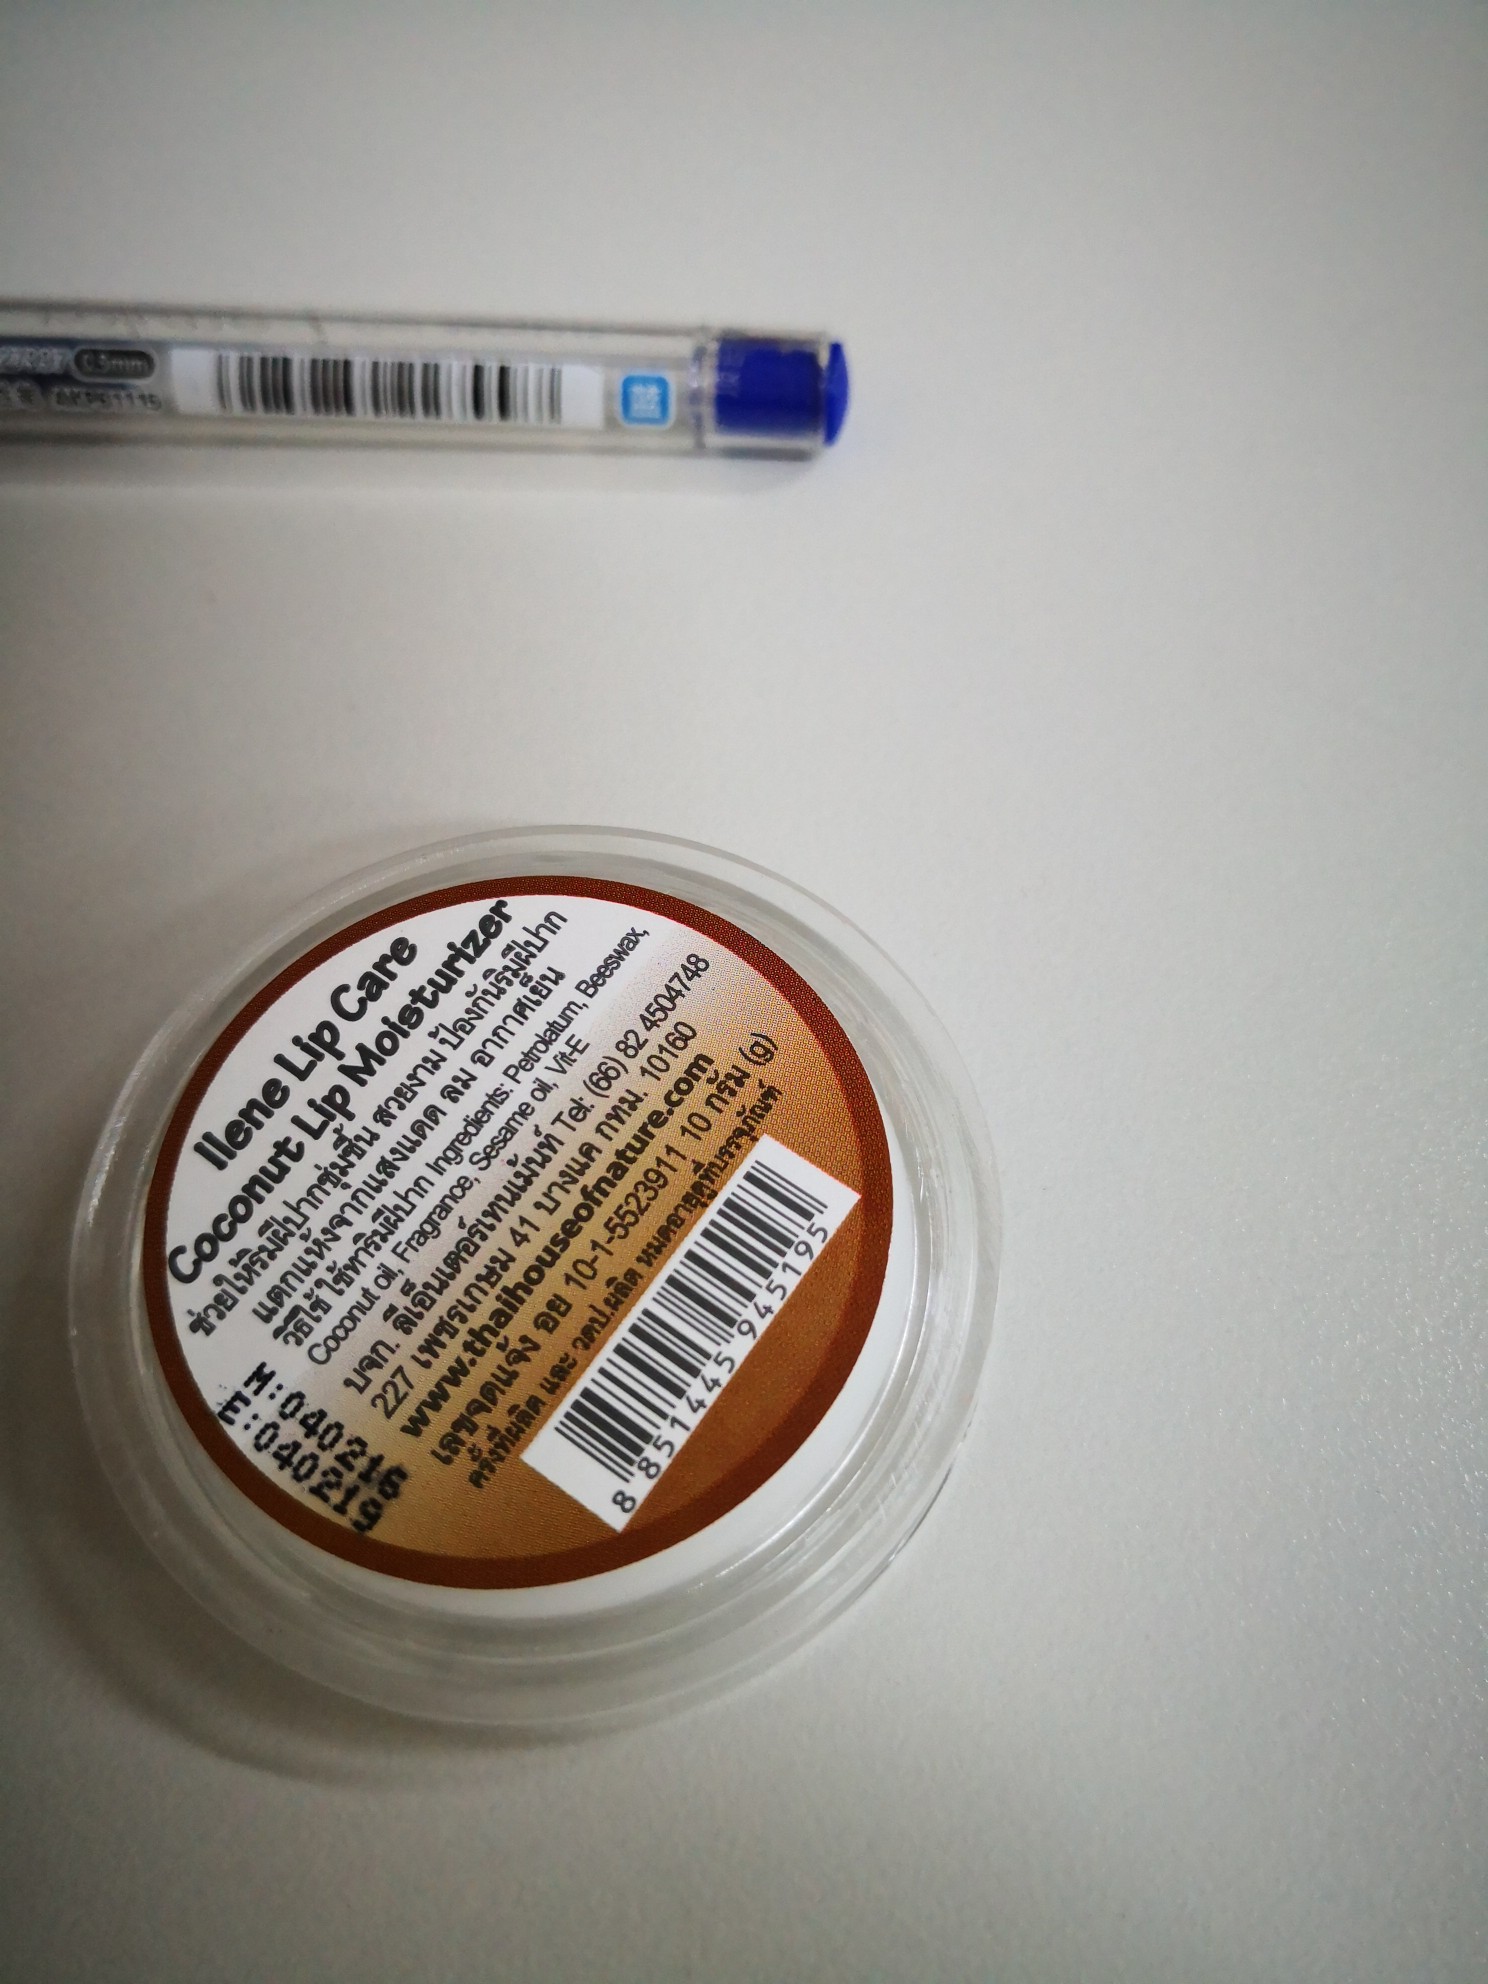 0.5mm
AKP61115
Ilene Lip Care
Coconut Lip Moisturizer
ช่วยให้ริมฝีปากชุ่มชื้น สวยงาม ป้องกันริมฝีปาก
แตกแห้งจากแสงแดด ลม อากาศเย็น
วิธีใช้ ใช้ทาริมฝีปาก Ingredients: Petrolatum, Beeswax,
Coconut oil, Fragrance, Sesame oil, Vit-E
บจก. ลีเอ็นเตอร์เทนเม้นท์ Tel: (66) 82 4504748
227 เพชรเกษม 41 บางแค กทม. 10160
www.thaihouseofnature.com
เลขจดแจ้ง อย 10-1-5523911 10 กรัม (g)
ครั้งที่ผลิต และ วดป.ผลิต หมดอายุดูที่บรรจุภัณฑ์
M:040216
E:040219
8 851445 945195